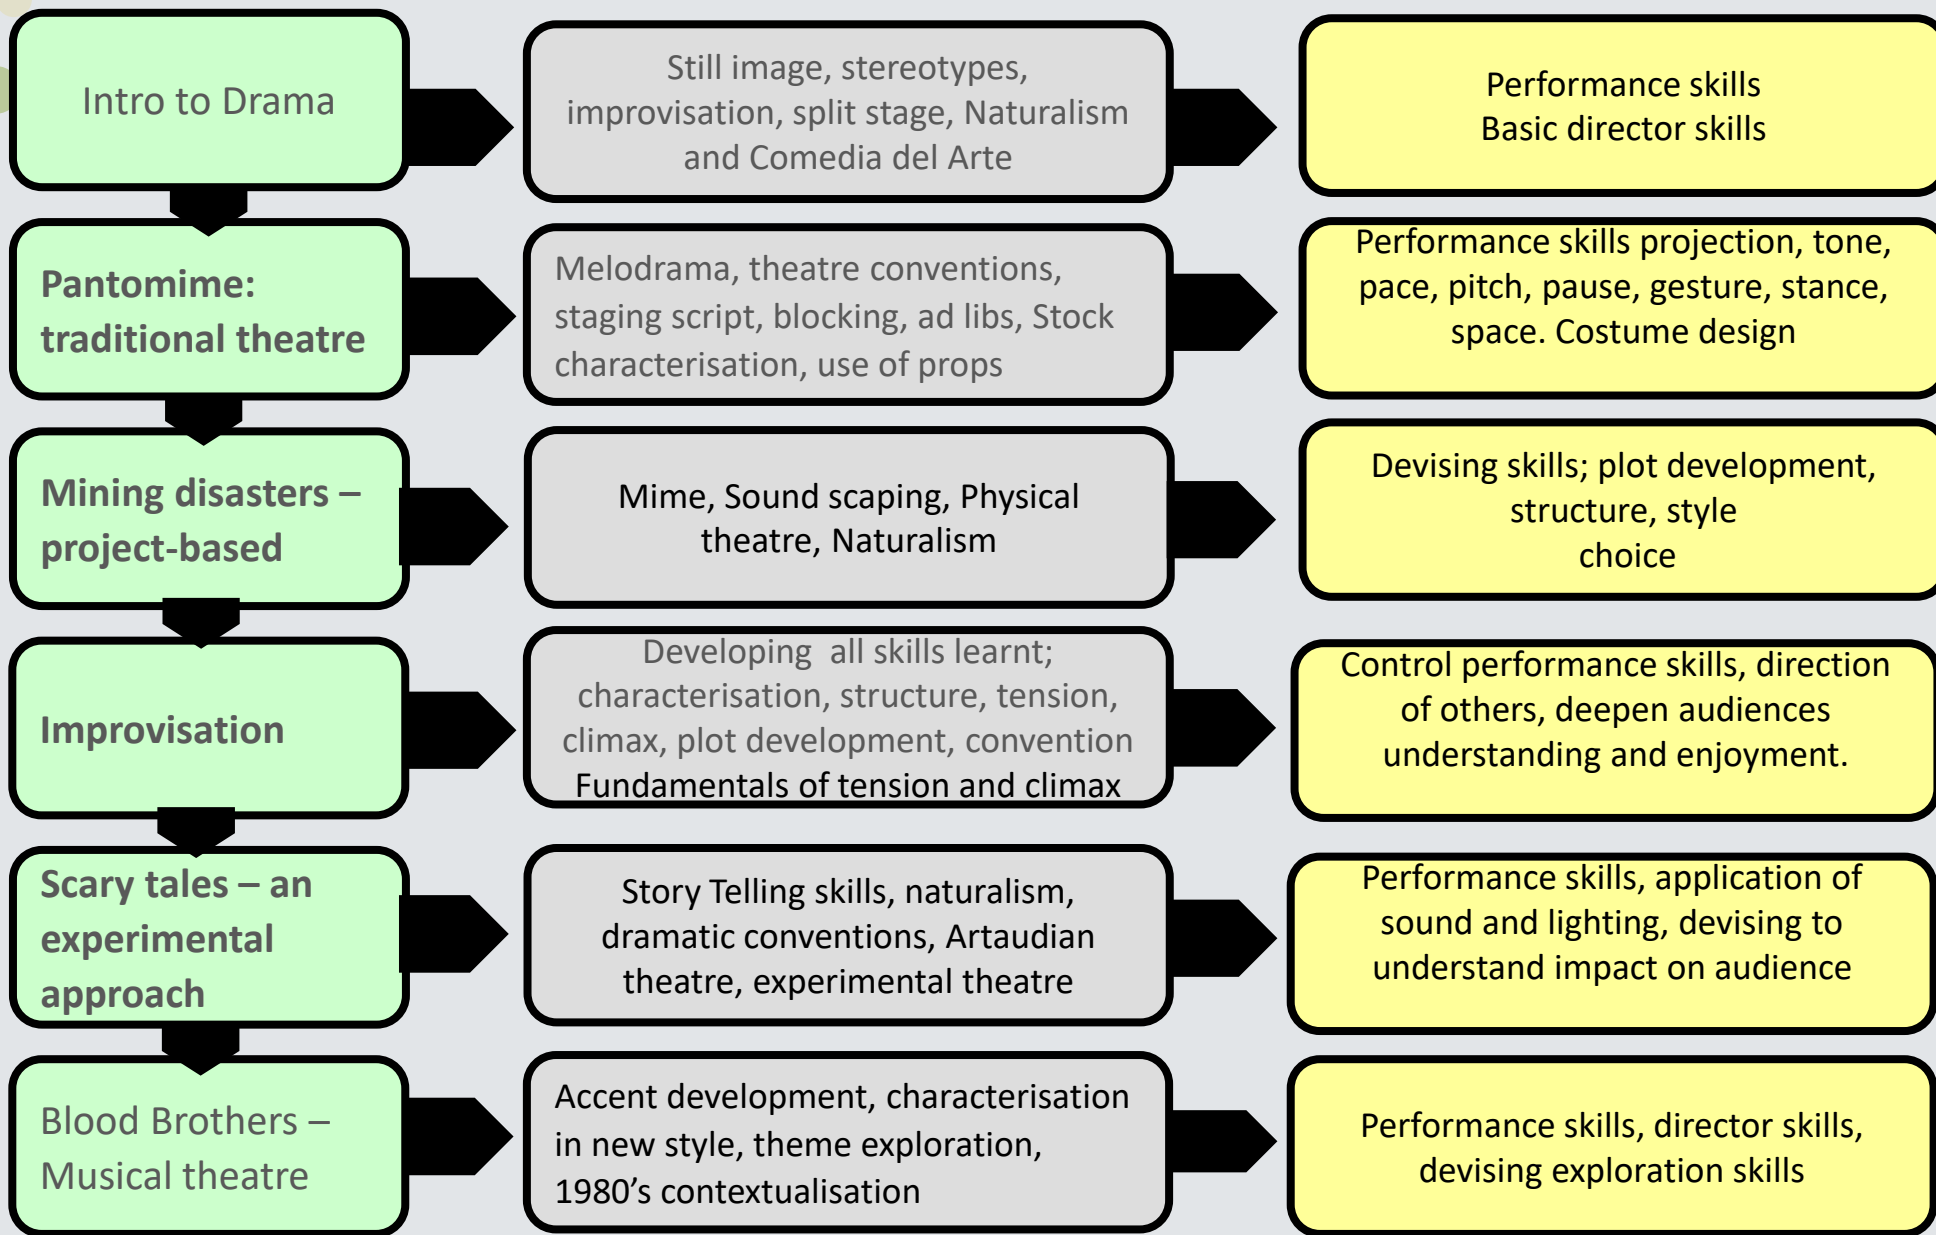 Intro to Drama
Still image, stereotypes,
improvisation, split stage, Naturalism
and Comedia del Arte
Performance skills
Basic director skills
Pantomime:
traditional theatre
Melodrama, theatre conventions,
staging script, blocking, ad libs, Stock
characterisation, use of props
Performance skills projection, tone,
pace, pitch, pause, gesture, stance,
space. Costume design
Mining disasters –
project-based
Mime, Sound scaping, Physical
theatre, Naturalism
Devising skills; plot development,
structure, style
choice
Improvisation
Developing  all skills learnt;
characterisation, structure, tension,
climax, plot development, convention
Fundamentals of tension and climax
Control performance skills, direction
of others, deepen audiences
understanding and enjoyment.
Scary tales – an
experimental
approach
Story Telling skills, naturalism,
dramatic conventions, Artaudian
theatre, experimental theatre
Performance skills, application of
sound and lighting, devising to
understand impact on audience
Blood Brothers –
Musical theatre
Accent development, characterisation
in new style, theme exploration,
1980’s contextualisation
Performance skills, director skills,
devising exploration skills